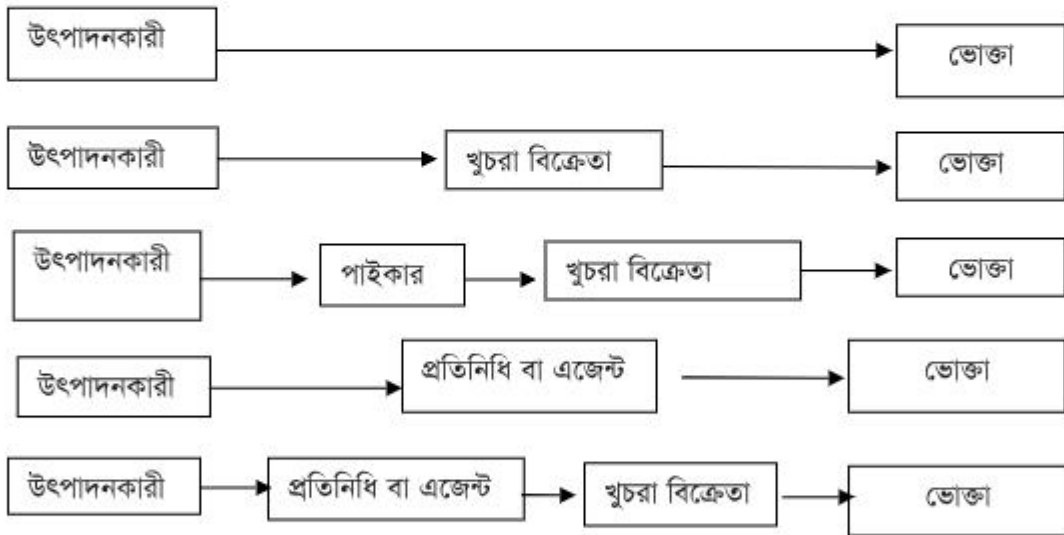 উৎপাদনকারী ভোক্তা
উৎপাদনকারী খুচরা বিক্রেতা ভোক্তা
উৎপাদনকারী পাইকার খুচরা বিক্রেতা ভোক্তা
উৎপাদনকারী প্রতিনিধি বা এজেন্ট ভোক্তা
উৎপাদনকারী প্রতিনিধি বা এজেন্ট খুচরা বিক্রেতা ভোক্তা